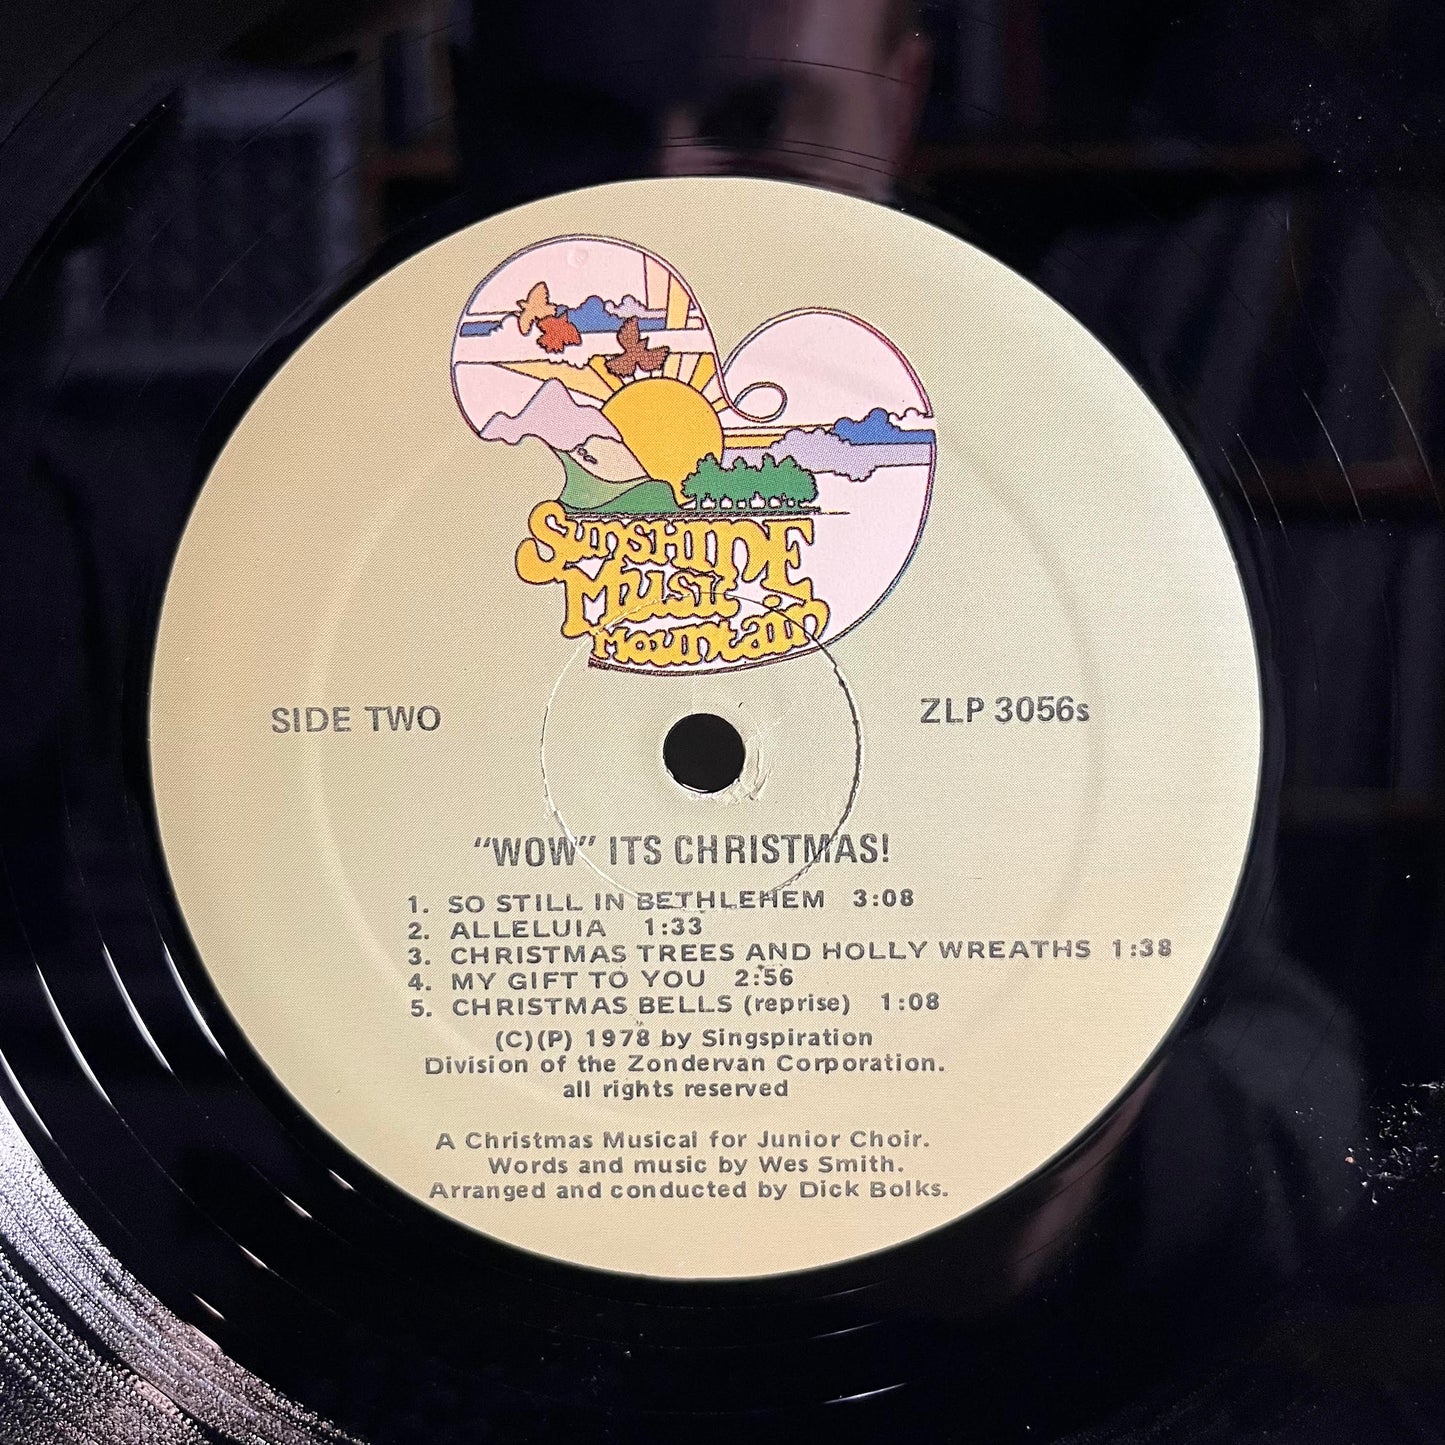 SUNSHINE
MUSIC
MOUNTAIN
SIDE TWO
ZLP 3056s
"WOW" ITS CHRISTMAS!
1. SO STILL IN BETHLEHEM 3:08
2. ALLELUIA 1:33
3. CHRISTMAS TREES AND HOLLY WREATHS 1:38
4. MY GIFT TO YOU 2:56
5. CHRISTMAS BELLS (reprise) 1:08
(C)(P) 1978 by Singspiration
Division of the Zondervan Corporation.
all rights reserved
A Christmas Musical for Junior Choir.
Words and music by Wes Smith.
Arranged and conducted by Dick Bolks.